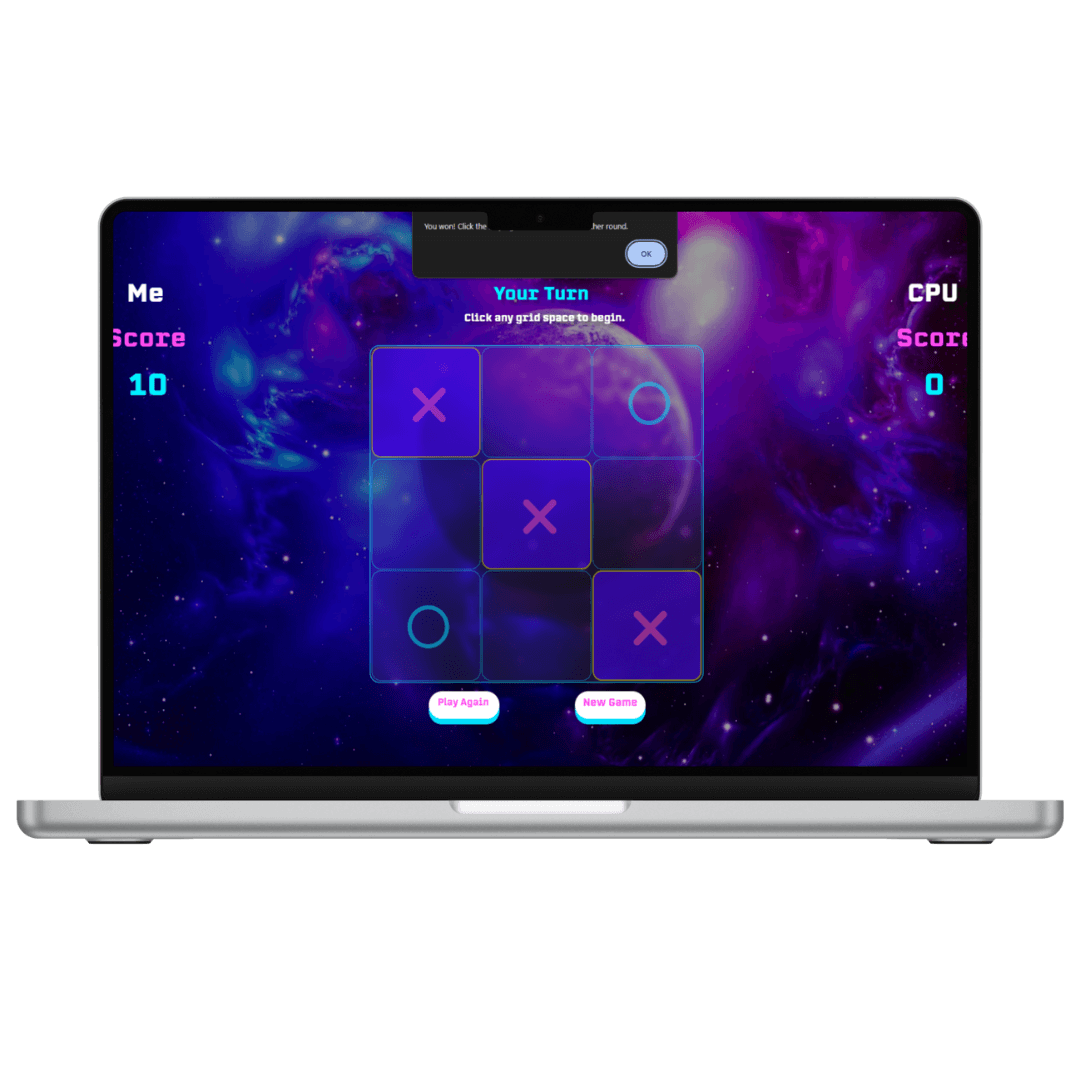 You won! Click the her round.
OK
Your Turn
Click any grid space to begin.
Me
Score
10
CPU
Score
0
Play Again
New Game